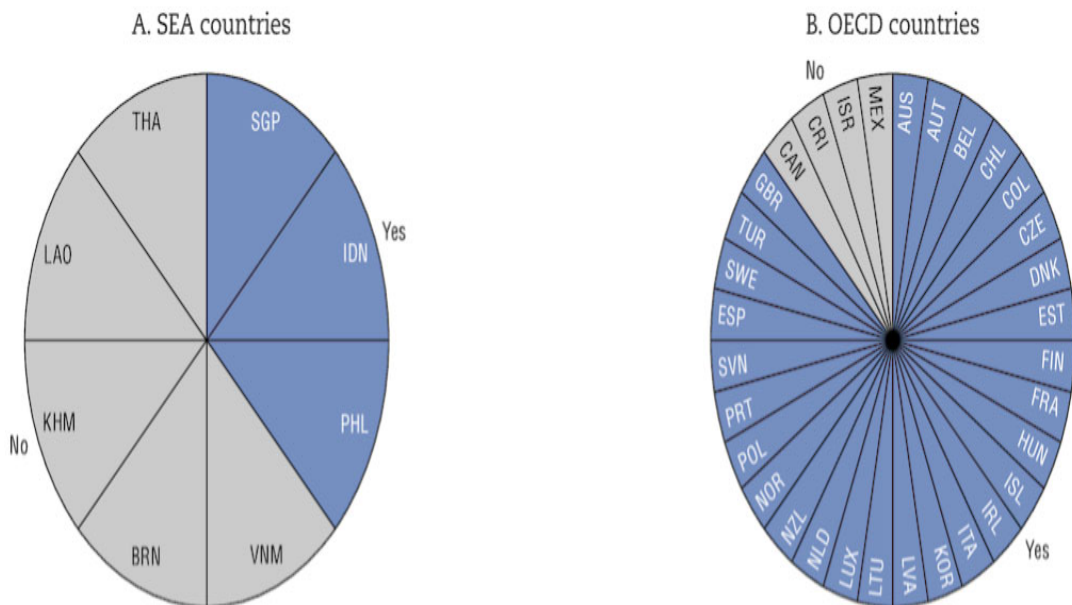 A. SEA countries
THA
SGP
LAO
IDN
Yes
KHM
PHL
No
BRN
VNM
B. OECD countries
No
CAN
CRI
ISR
MEX
AUS
AUT
BEL
CHL
COL
CZE
DNK
EST
FIN
FRA
HUN
ISL
IRL
Yes
ITA
KOR
LVA
LTU
LUX
NLD
NZL
NOR
POL
PRT
SVN
ESP
SWE
TUR
GBR